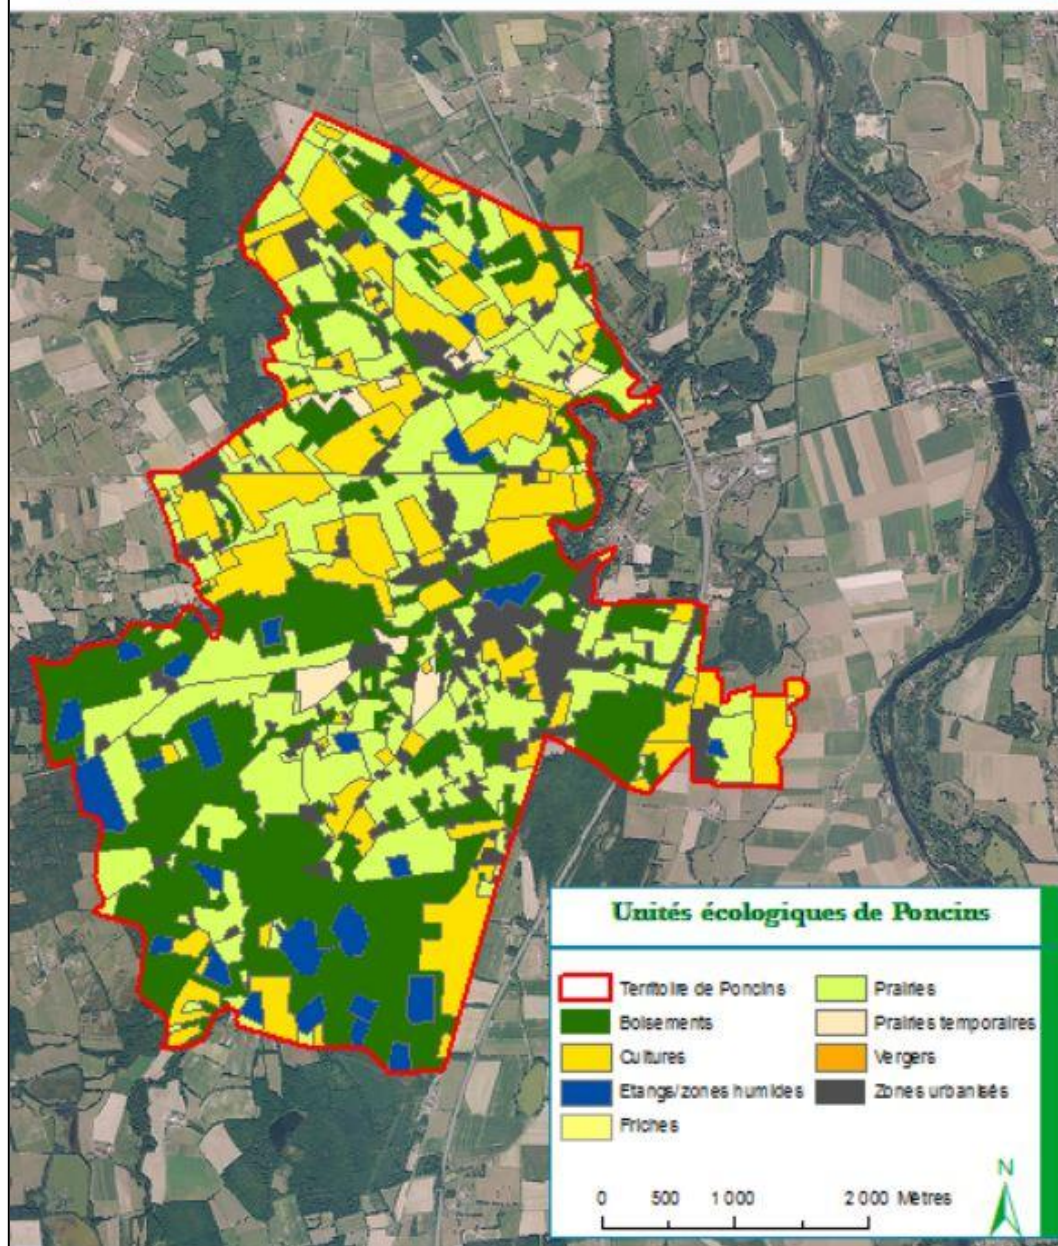 Unités écologiques de Poncins
Territoire de Poncins
Boisements
Cultures
Etangs/zones humides
Friches
Prairies
Prairies temporaires
Vergers
Zones urbanisés
N
0 500 1 000 2 000 Mètres